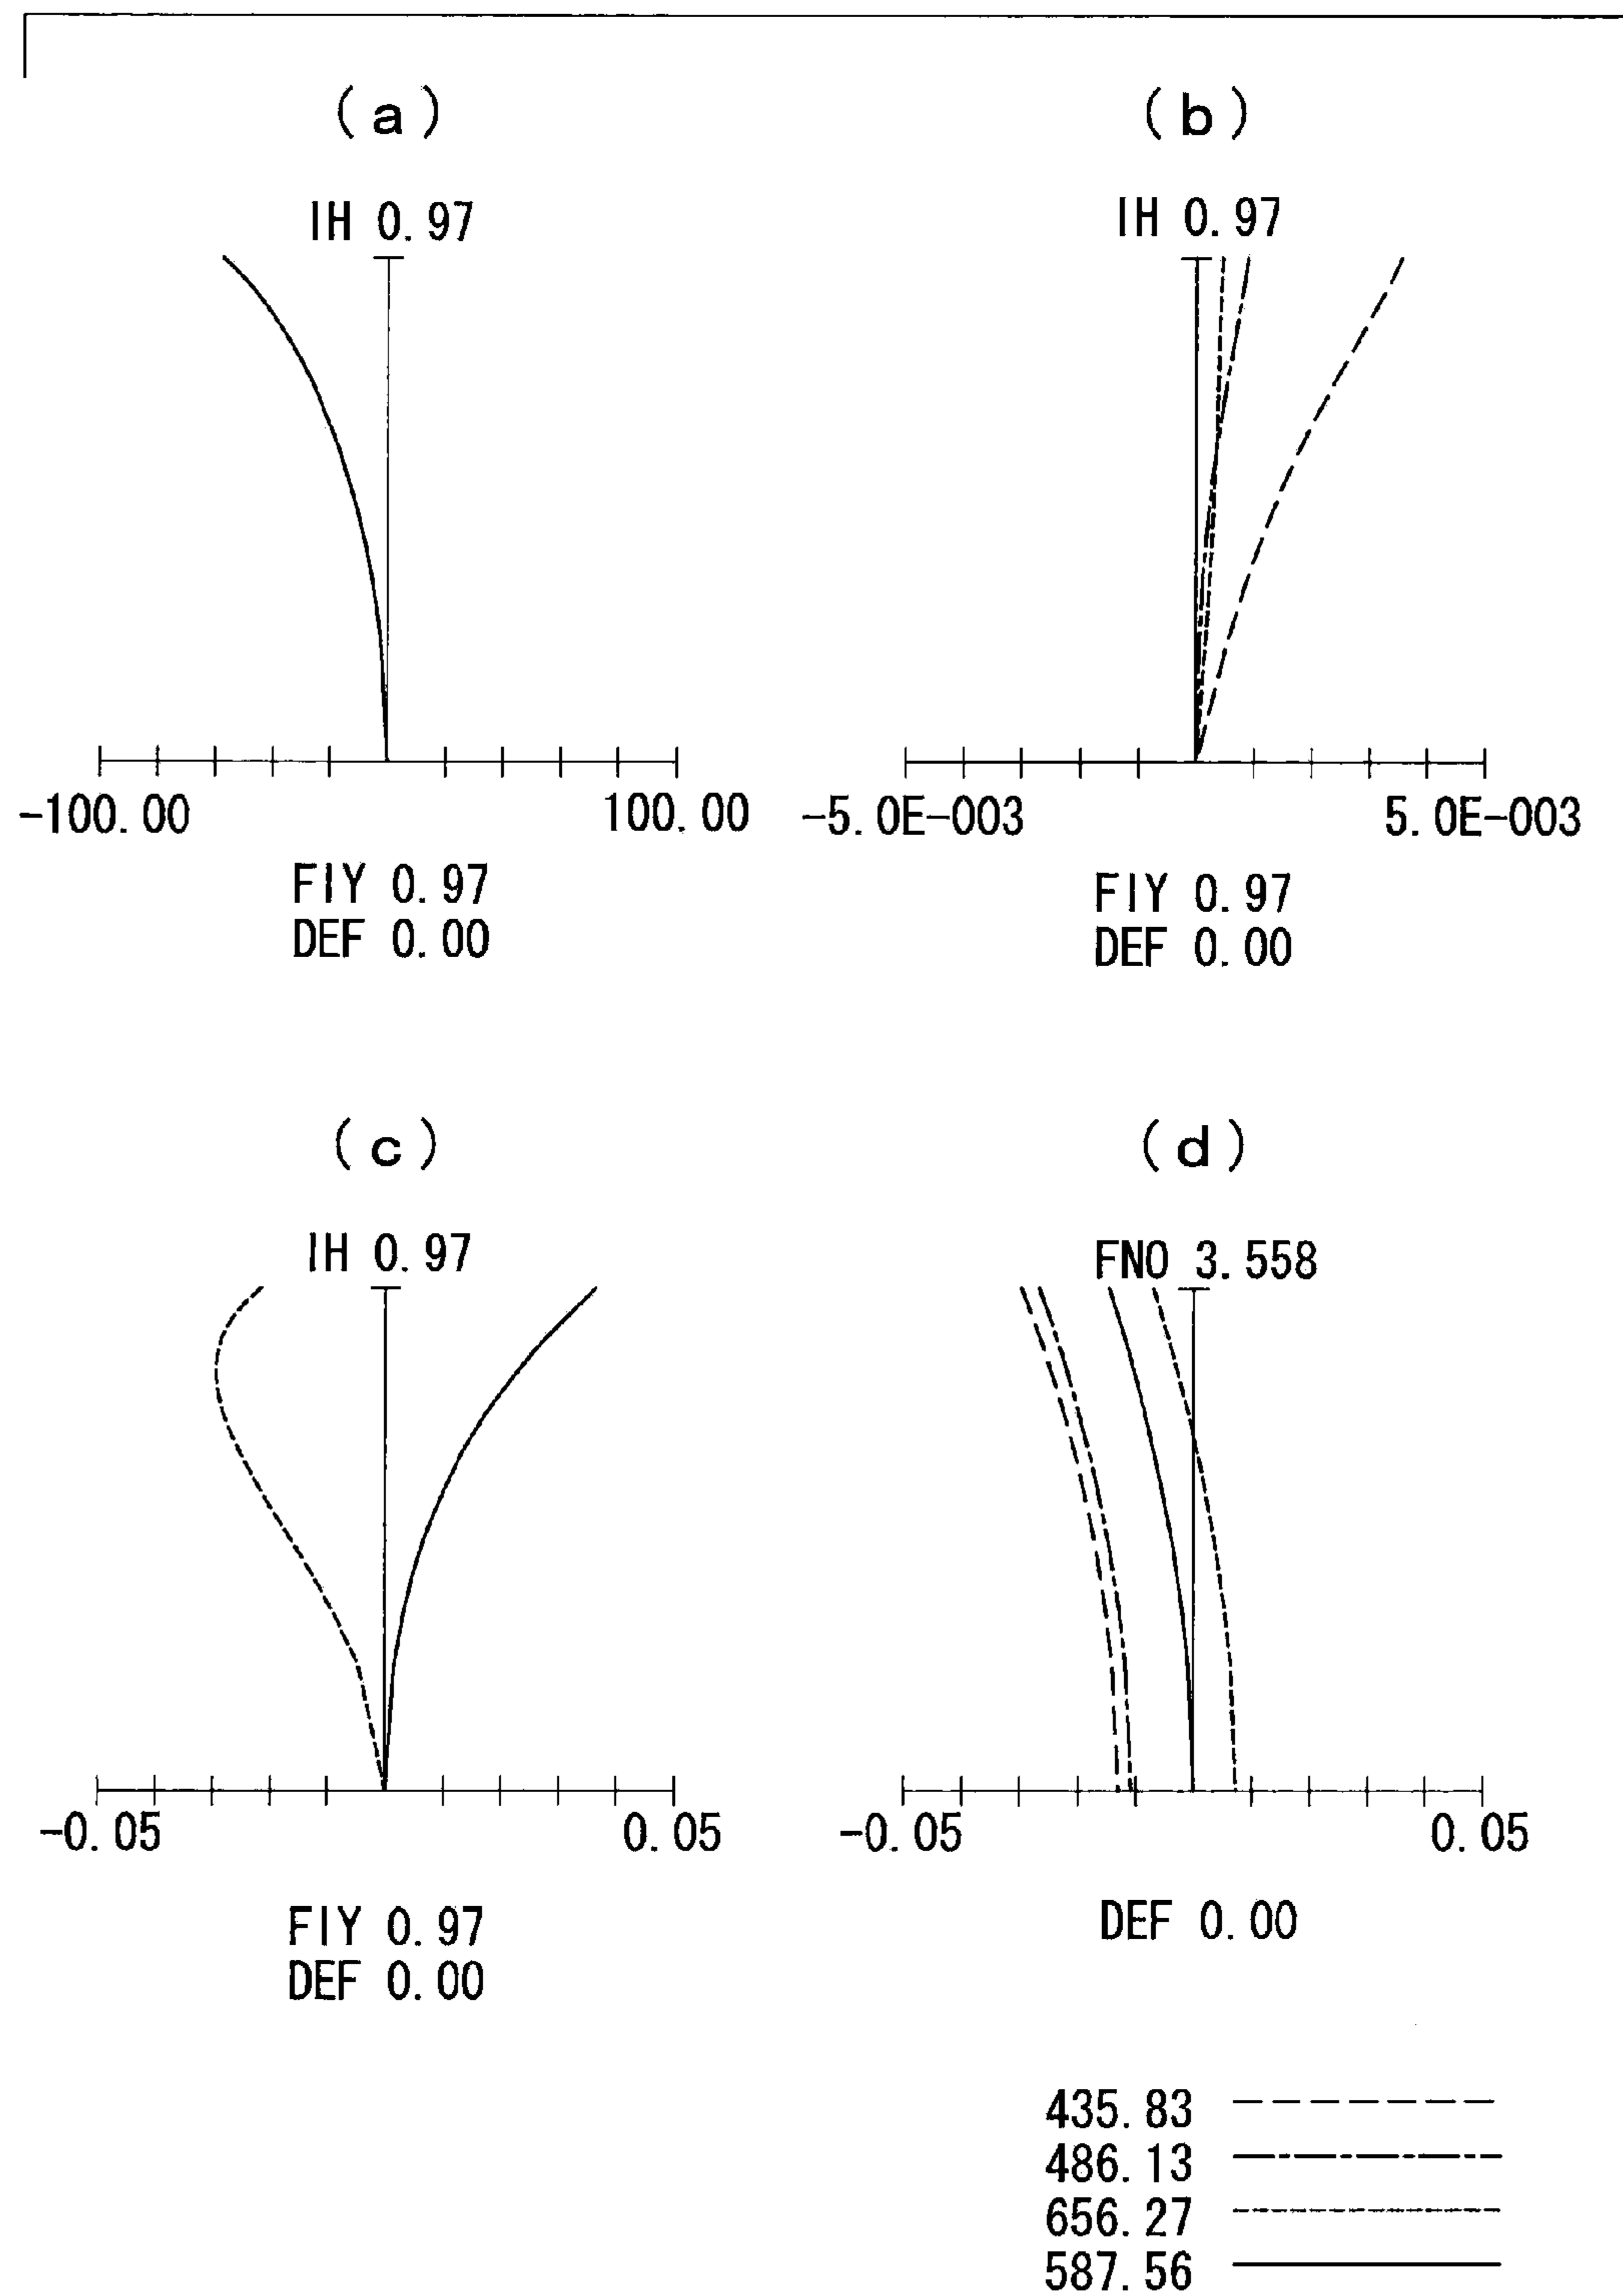 (a)
(b)
IH 0.97
IH 0.97
-100.00
100.00
-5.0E-003
5.0E-003
FIY 0.97
DEF 0.00
FIY 0.97
DEF 0.00
(c)
(d)
IH 0.97
FNO 3.558
-0.05
0.05
-0.05
0.05
FIY 0.97
DEF 0.00
DEF 0.00
435.83
486.13
656.27
587.56